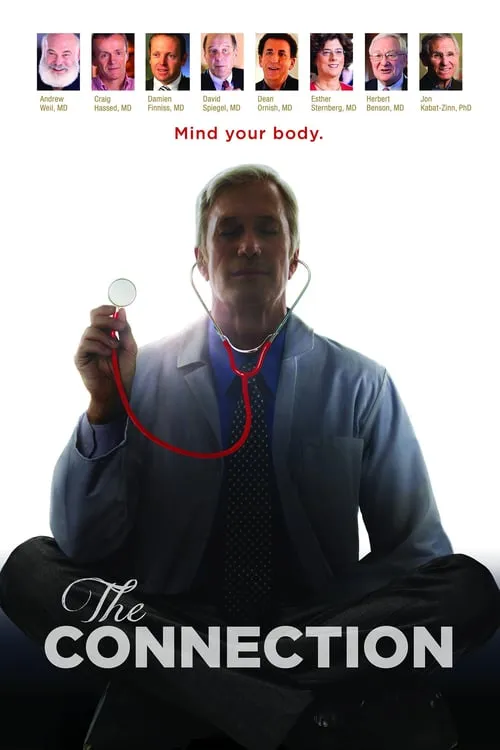 Andrew
Weil, MD
Craig
Hassed, MD
Damien
Finniss, MD
David
Spiegel, MD
Dean
Ornish, MD
Esther
Sternberg, MD
Herbert
Benson, MD
Jon
Kabat-Zinn, PhD
Mind your body.
The
CONNECTION